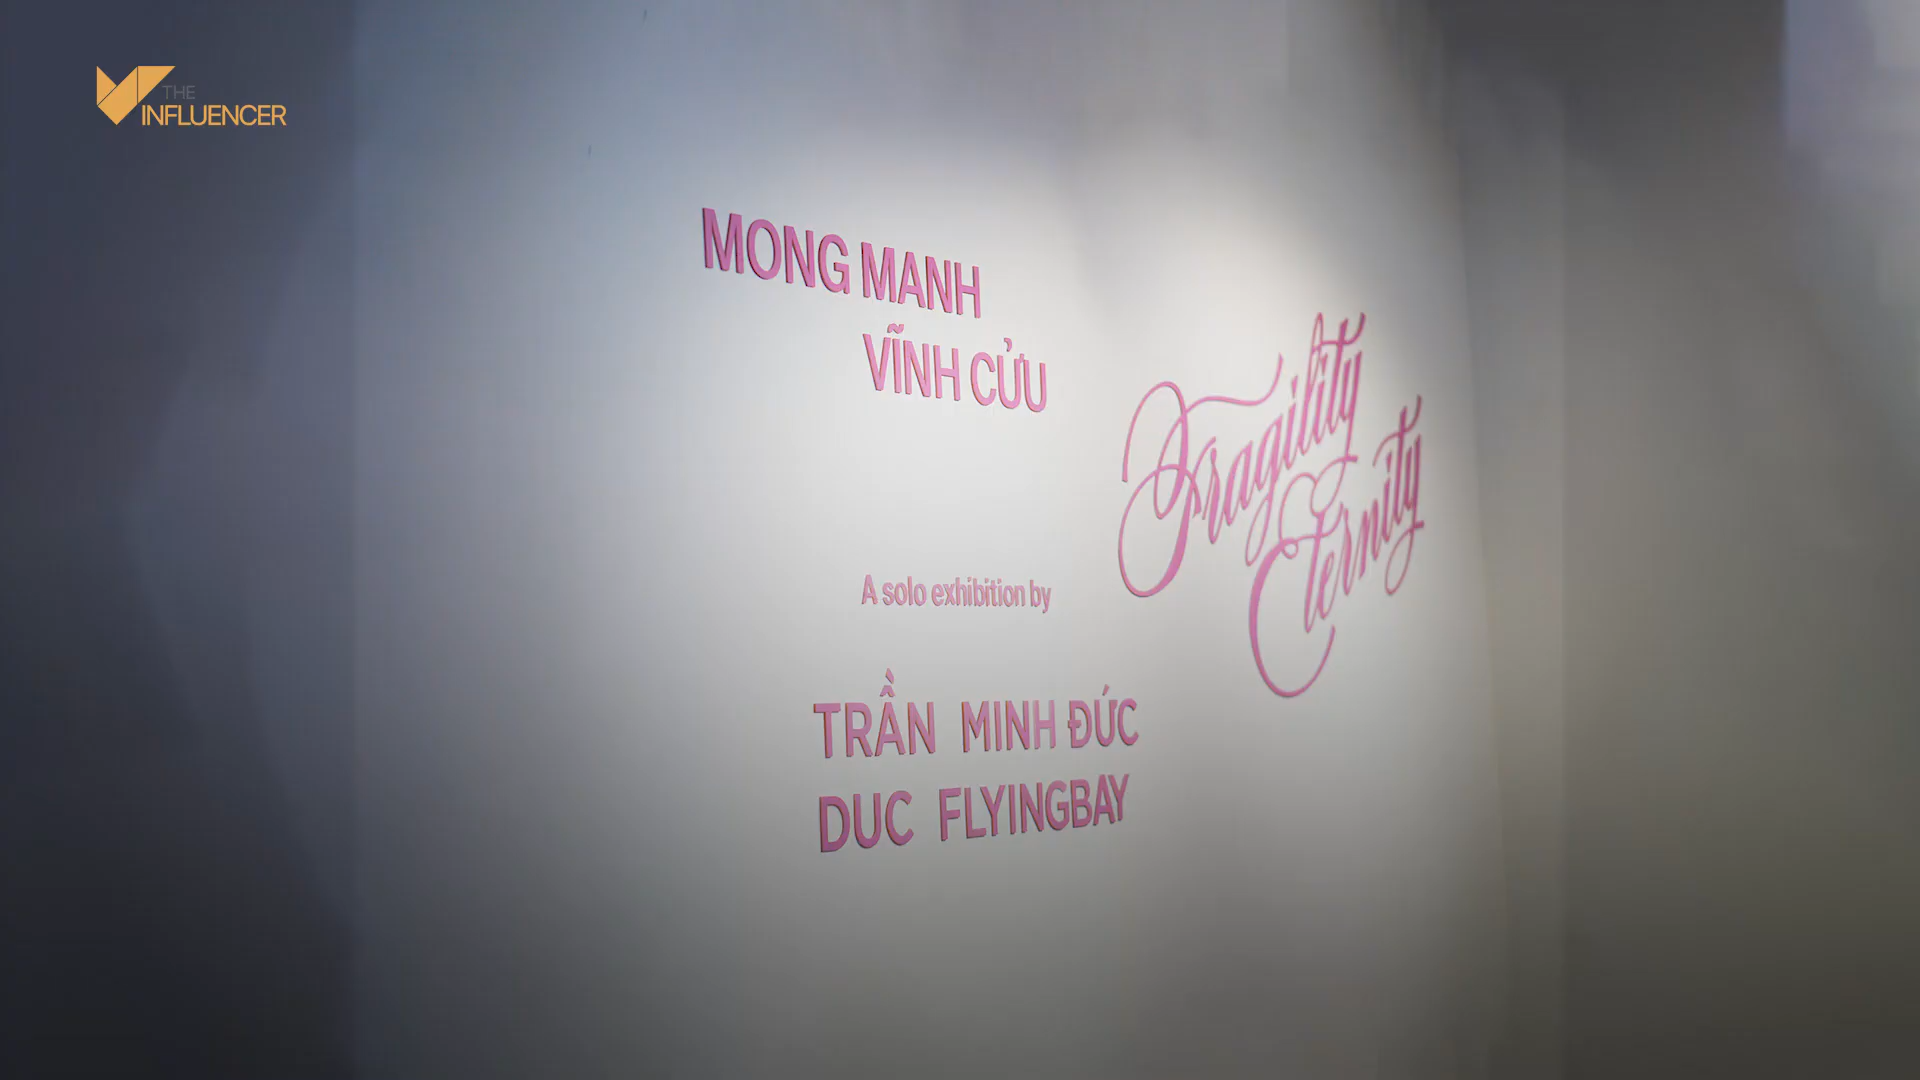 THE
INFLUENCER
MONG MANH
VĨNH CỬU
Fragility
Eternity
A solo exhibition by
TRẦN MINH ĐỨC
DUC FLYINGBAY